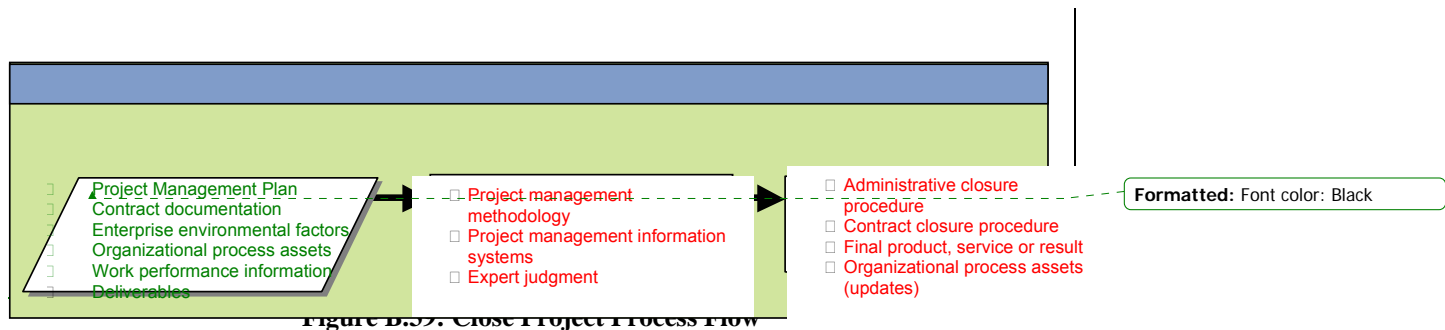 Project Management Plan
Contract documentation
Enterprise environmental factors
Organizational process assets
Work performance information
Deliverables
Project management
methodology
Project management information
systems
Expert judgment
Administrative closure
procedure
Contract closure procedure
Final product, service or result
Organizational process assets
(updates)
Formatted: Font color: Black
Figure B.39: Close Project Process Flow